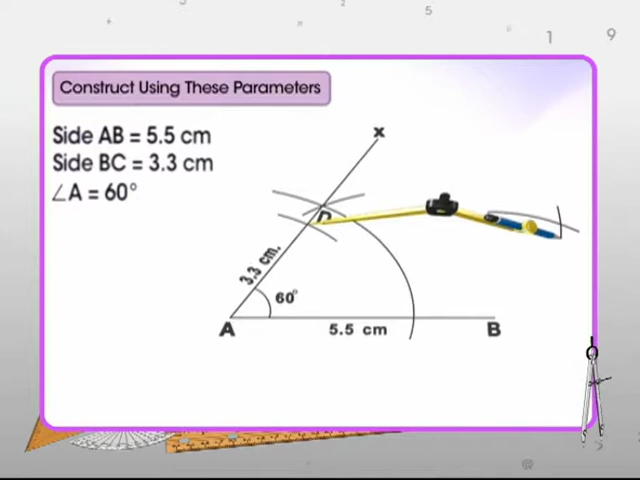 Construct Using These Parameters
Side AB = 5.5 cm
Side BC = 3.3 cm
∠A = 60°
x
D
3.3 cm.
60°
A
5.5 cm
B